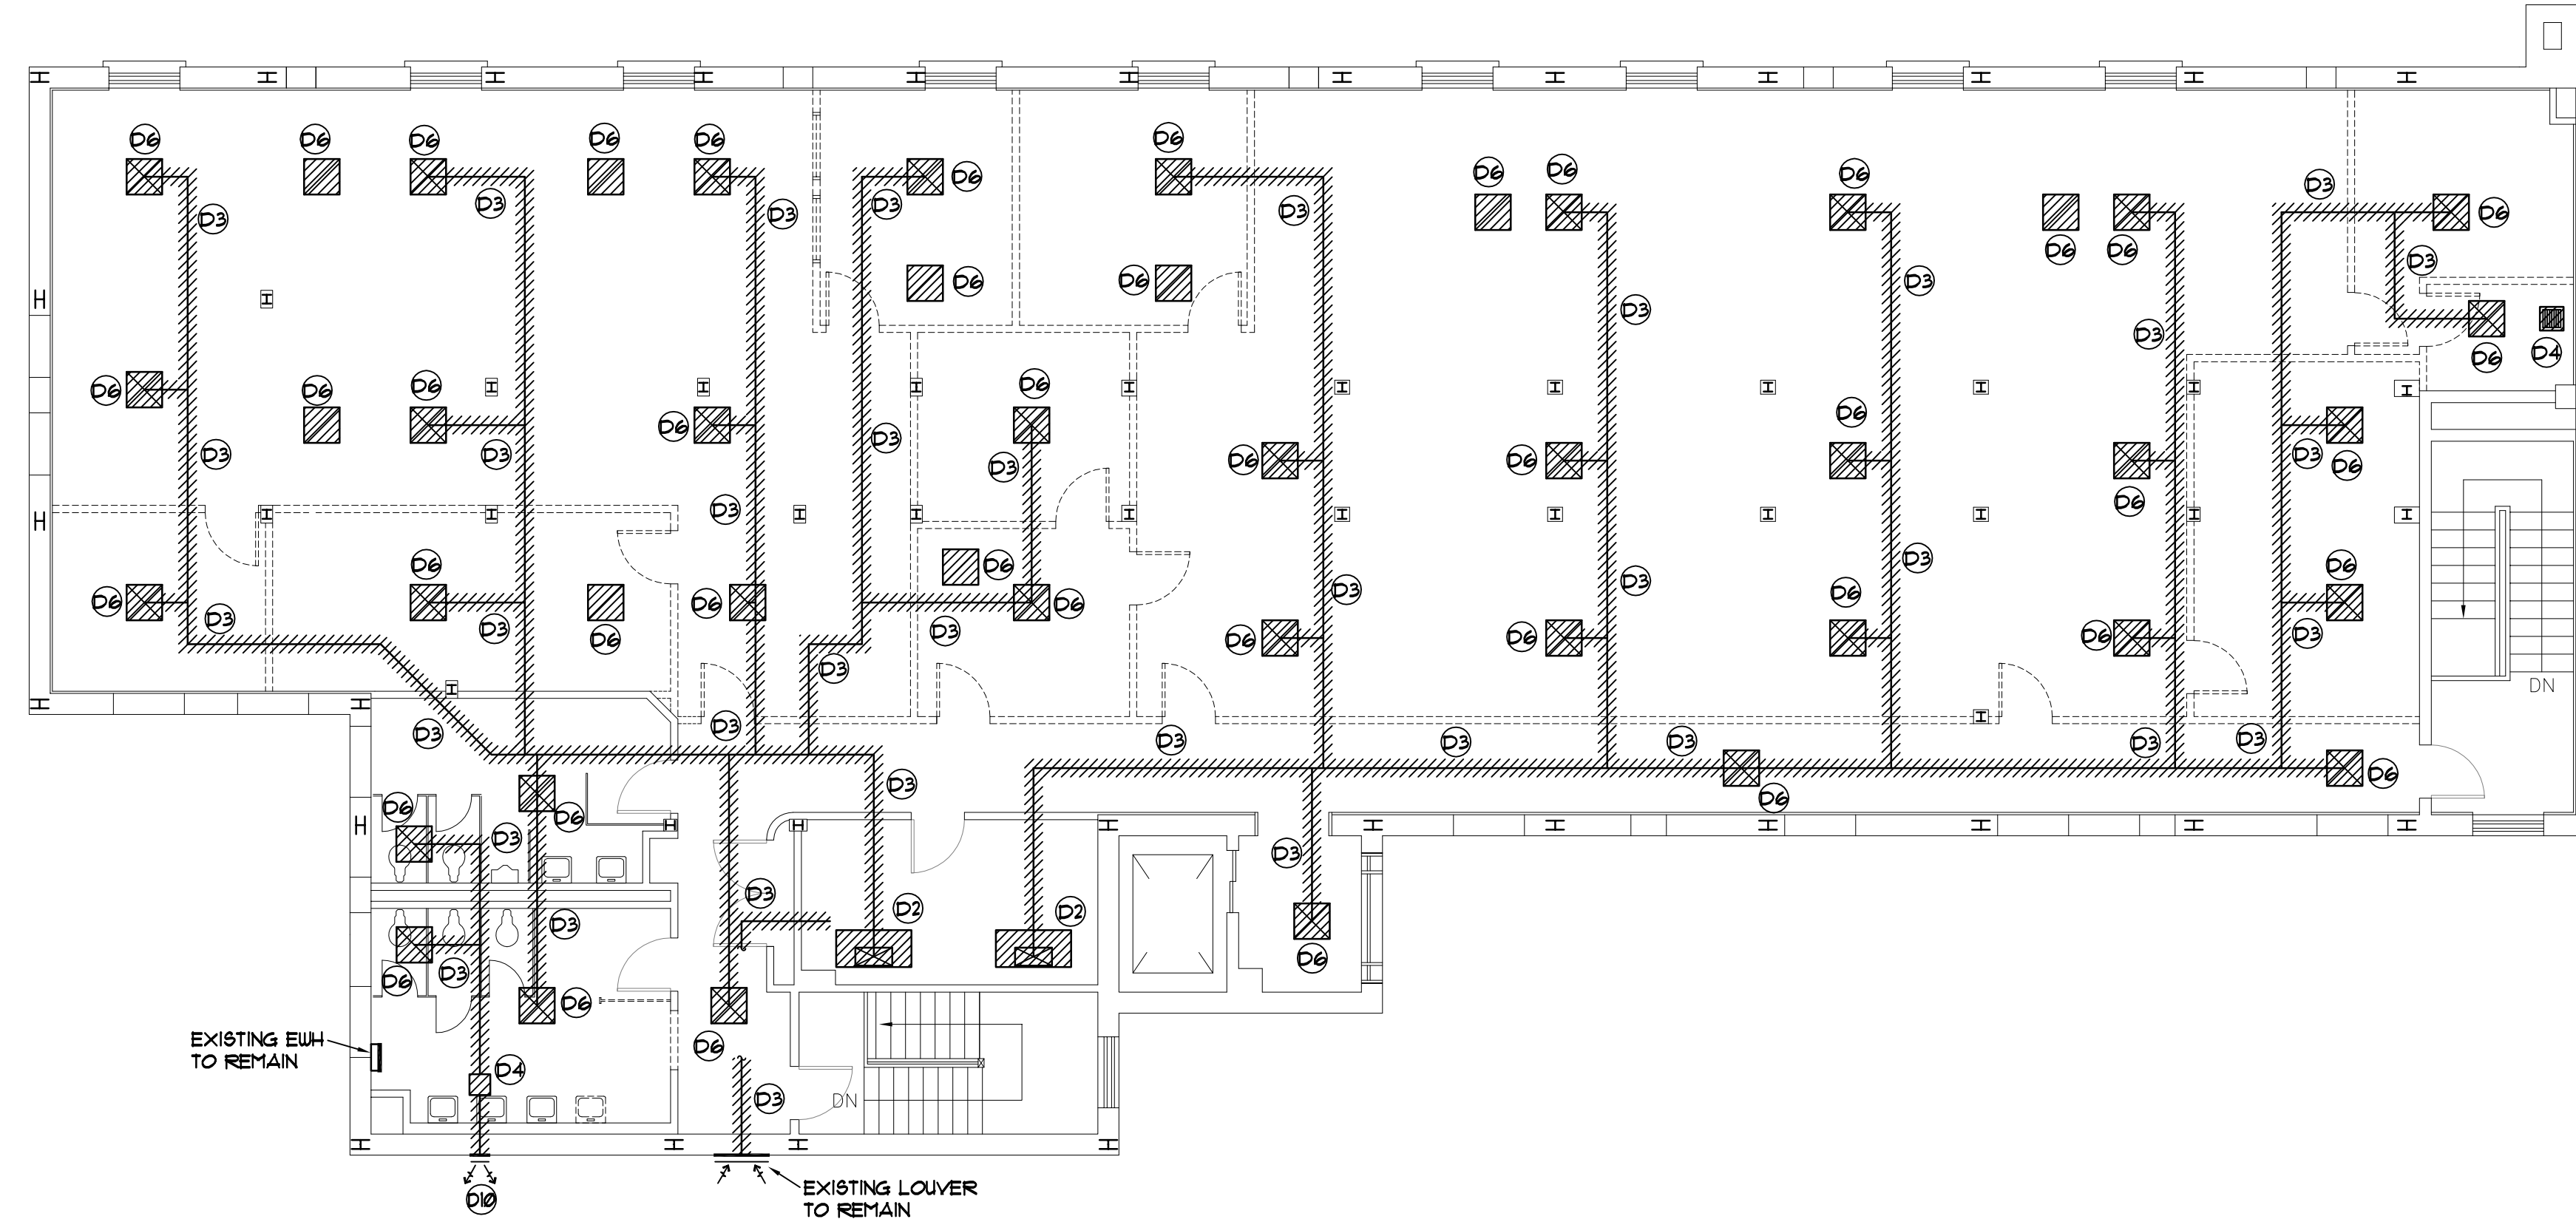 D6 D6 D6 D6 D6 D6
D6 D6 D6 D6 D6
D3 D6
D3 D3 D3 D3 D3 D6
D6 D6
D3 D6 D6 D3 D3
D3 D3 D6 D4
D6 D6 D6 D6 D6
D6 D6
D3 D3 D6 D3 D3 D6 D6 D3 D6
D3 D6
D6 D6 D6 D3 D3 D3 D6
D6 D6 D6 D6 D6
D3 D3 D6 D3 D6 D6 D6 D3
D3 DN
D3 D3 D3 D3 D3 D3 D3
D3 D6 D6
D6 D6
D3 D3
D3 D2 D2
D3
D6 D3 D6 D6
D6
EXISTING EWH
TO REMAIN
D4
D3 DN
D10
EXISTING LOUVER
TO REMAIN